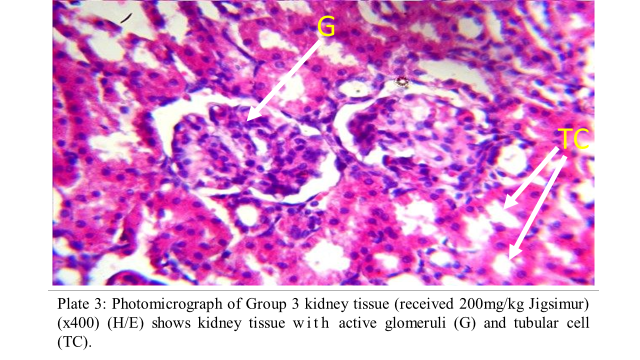 G
TC
Plate 3: Photomicrograph of Group 3 kidney tissue (received 200mg/kg Jigsimur)
(x400) (H/E) shows kidney tissue with active glomeruli (G) and tubular cell
(TC).